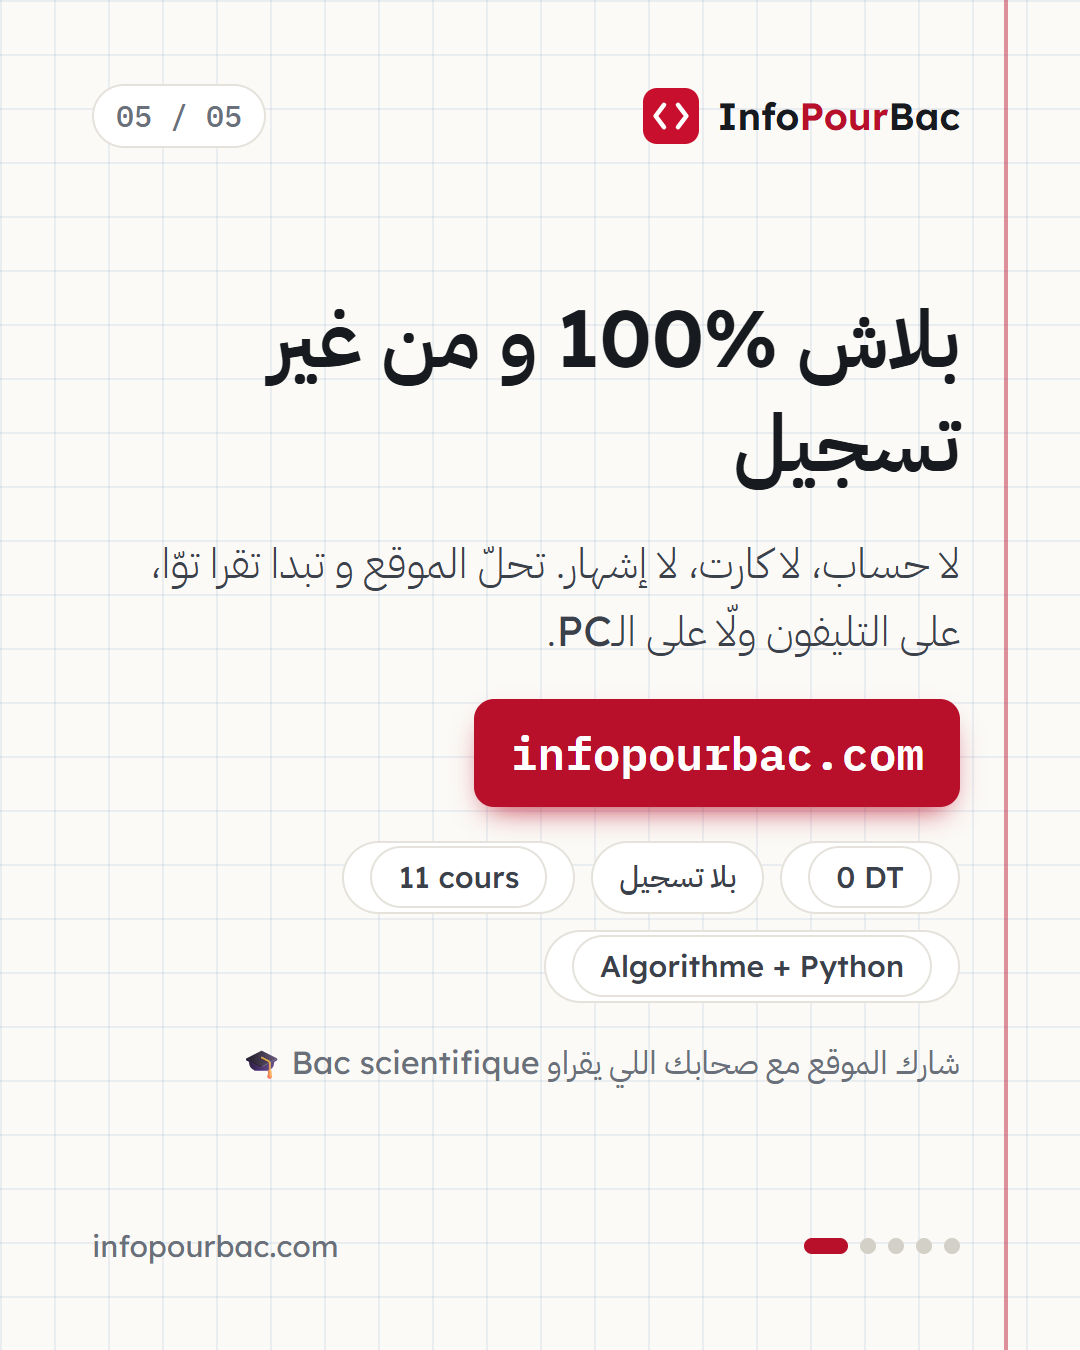 05 / 05
InfoPourBac
بلاش 100% و من غير
تسجيل
لا حساب، لا كارت، لا إشهار. تحلّ الموقع و تبدا تقرا توّا،
على التليفون ولّا على الـPC.
infopourbac.com
0 DT
بلا تسجيل
11 cours
Algorithme + Python
شارك الموقع مع صحابك اللي يقراو Bac scientifique 🎓
infopourbac.com